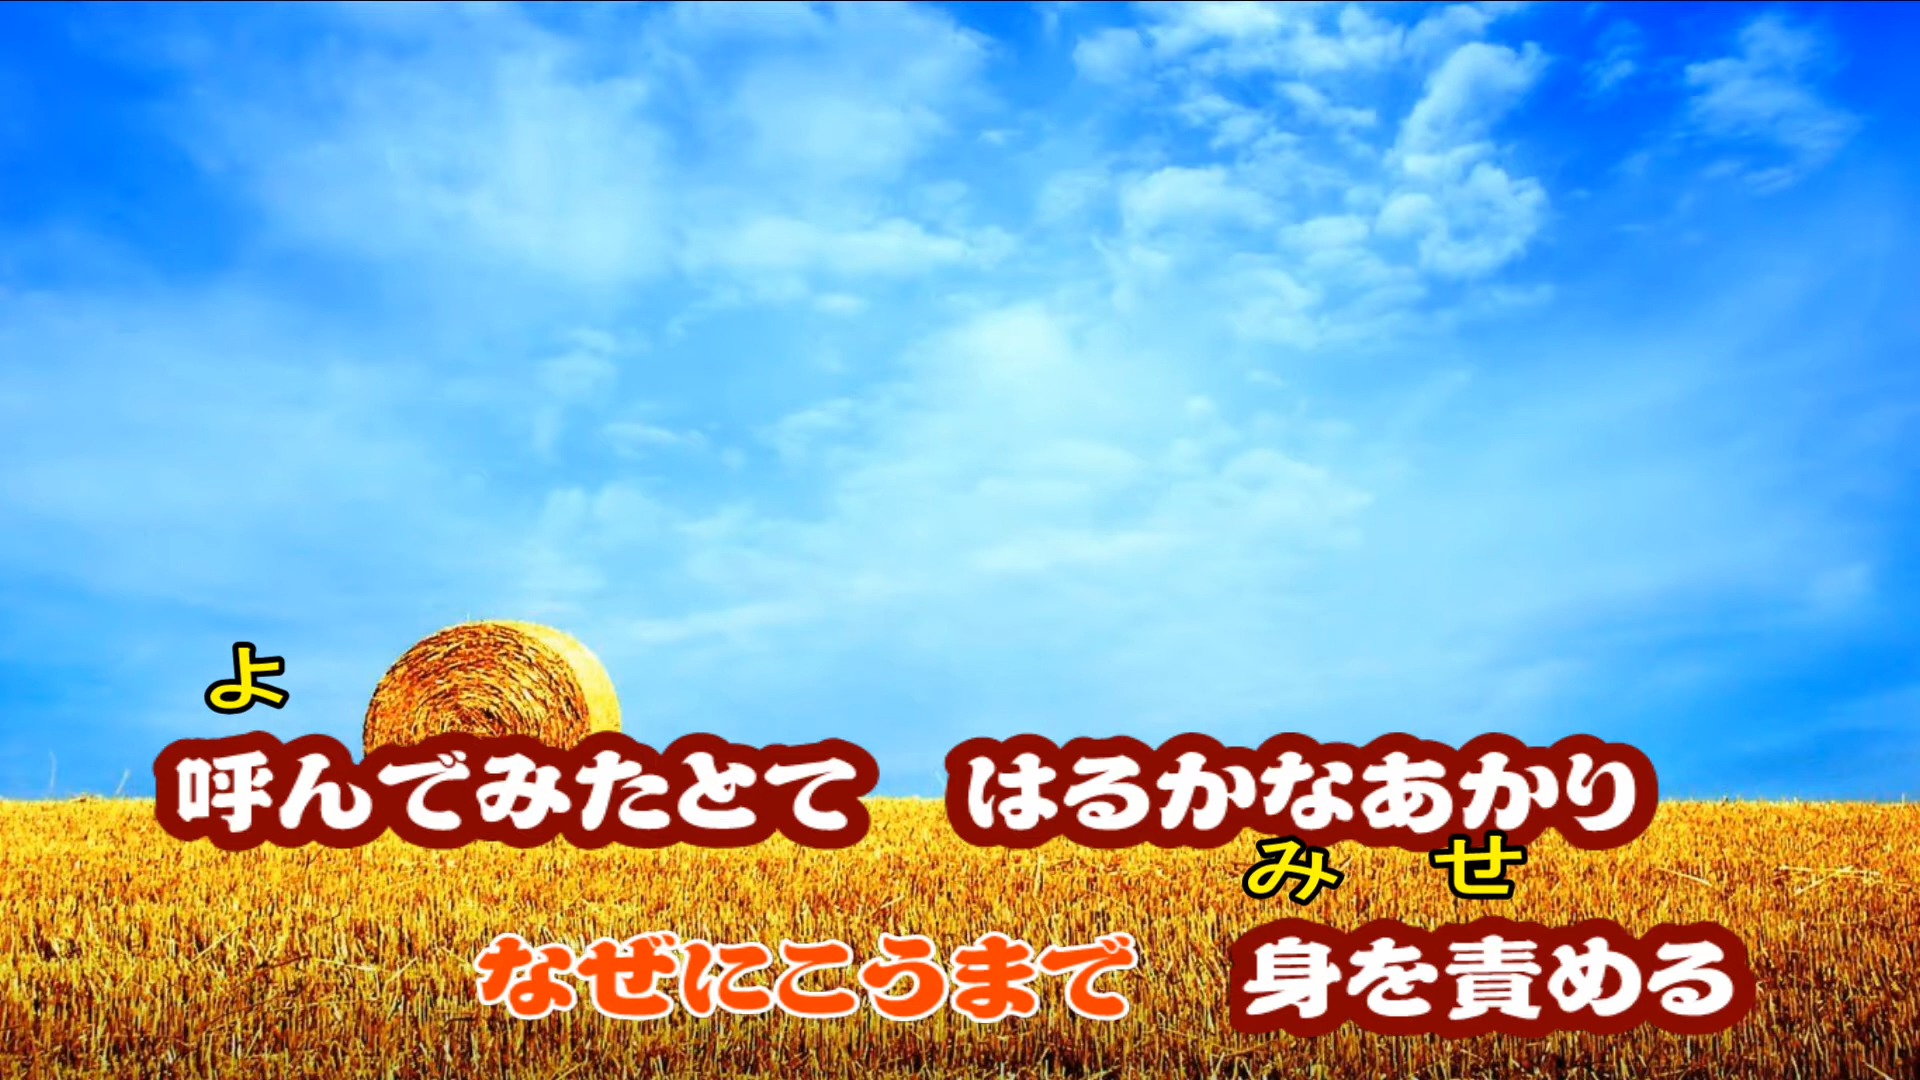 よ
呼んでみたとて　はるかなあかり
み　せ
なぜにこうまで　身を責める